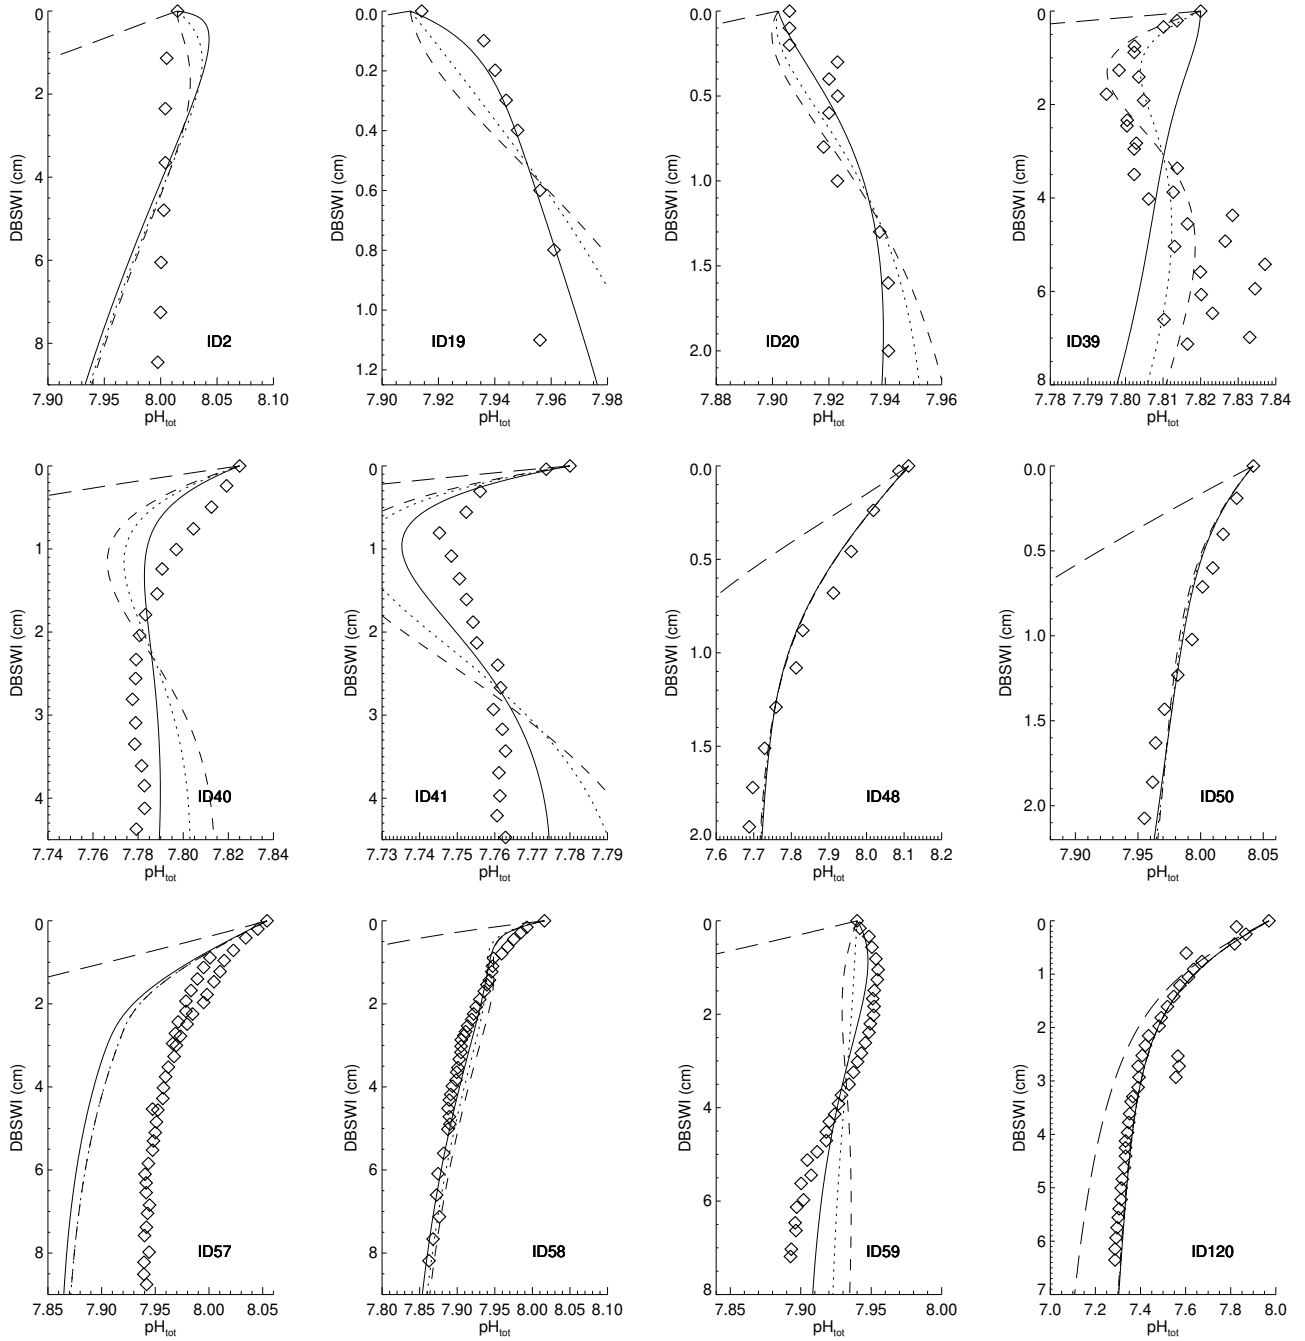 0.0 0.2 0.4 0.6 0.8 1.0 1.2
0 2 4 6 8
0.0 0.5 1.0 1.5 2.0
0 2 4 6 8
DBSWI (cm) DBSWI (cm) DBSWI (cm) DBSWI (cm)
ID2 ID19 ID20 ID39
7.90 7.95 8.00 8.05 8.10 7.90 7.92 7.94 7.96 7.98 7.88 7.90 7.92 7.94 7.96 7.78 7.79 7.80 7.81 7.82 7.83 7.84
pHtot pHtot pHtot pHtot
0 1 2 3 4
0 1 2 3 4
0.0 0.5 1.0 1.5 2.0
0.0 0.5 1.0 1.5 2.0
DBSWI (cm) DBSWI (cm) DBSWI (cm) DBSWI (cm)
ID40 ID41 ID48 ID50
7.74 7.76 7.78 7.80 7.82 7.84 7.73 7.74 7.75 7.76 7.77 7.78 7.79 7.6 7.7 7.8 7.9 8.0 8.1 8.2 7.90 7.95 8.00 8.05
pHtot pHtot pHtot pHtot
0 2 4 6 8
0 2 4 6 8
0 2 4 6 8
0 1 2 3 4 5 6 7
DBSWI (cm) DBSWI (cm) DBSWI (cm) DBSWI (cm)
ID57 ID58 ID59 ID120
7.85 7.90 7.95 8.00 8.05 7.80 7.85 7.90 7.95 8.00 8.05 8.10 7.85 7.90 7.95 8.00 7.0 7.2 7.4 7.6 7.8 8.0
pHtot pHtot pHtot pHtot